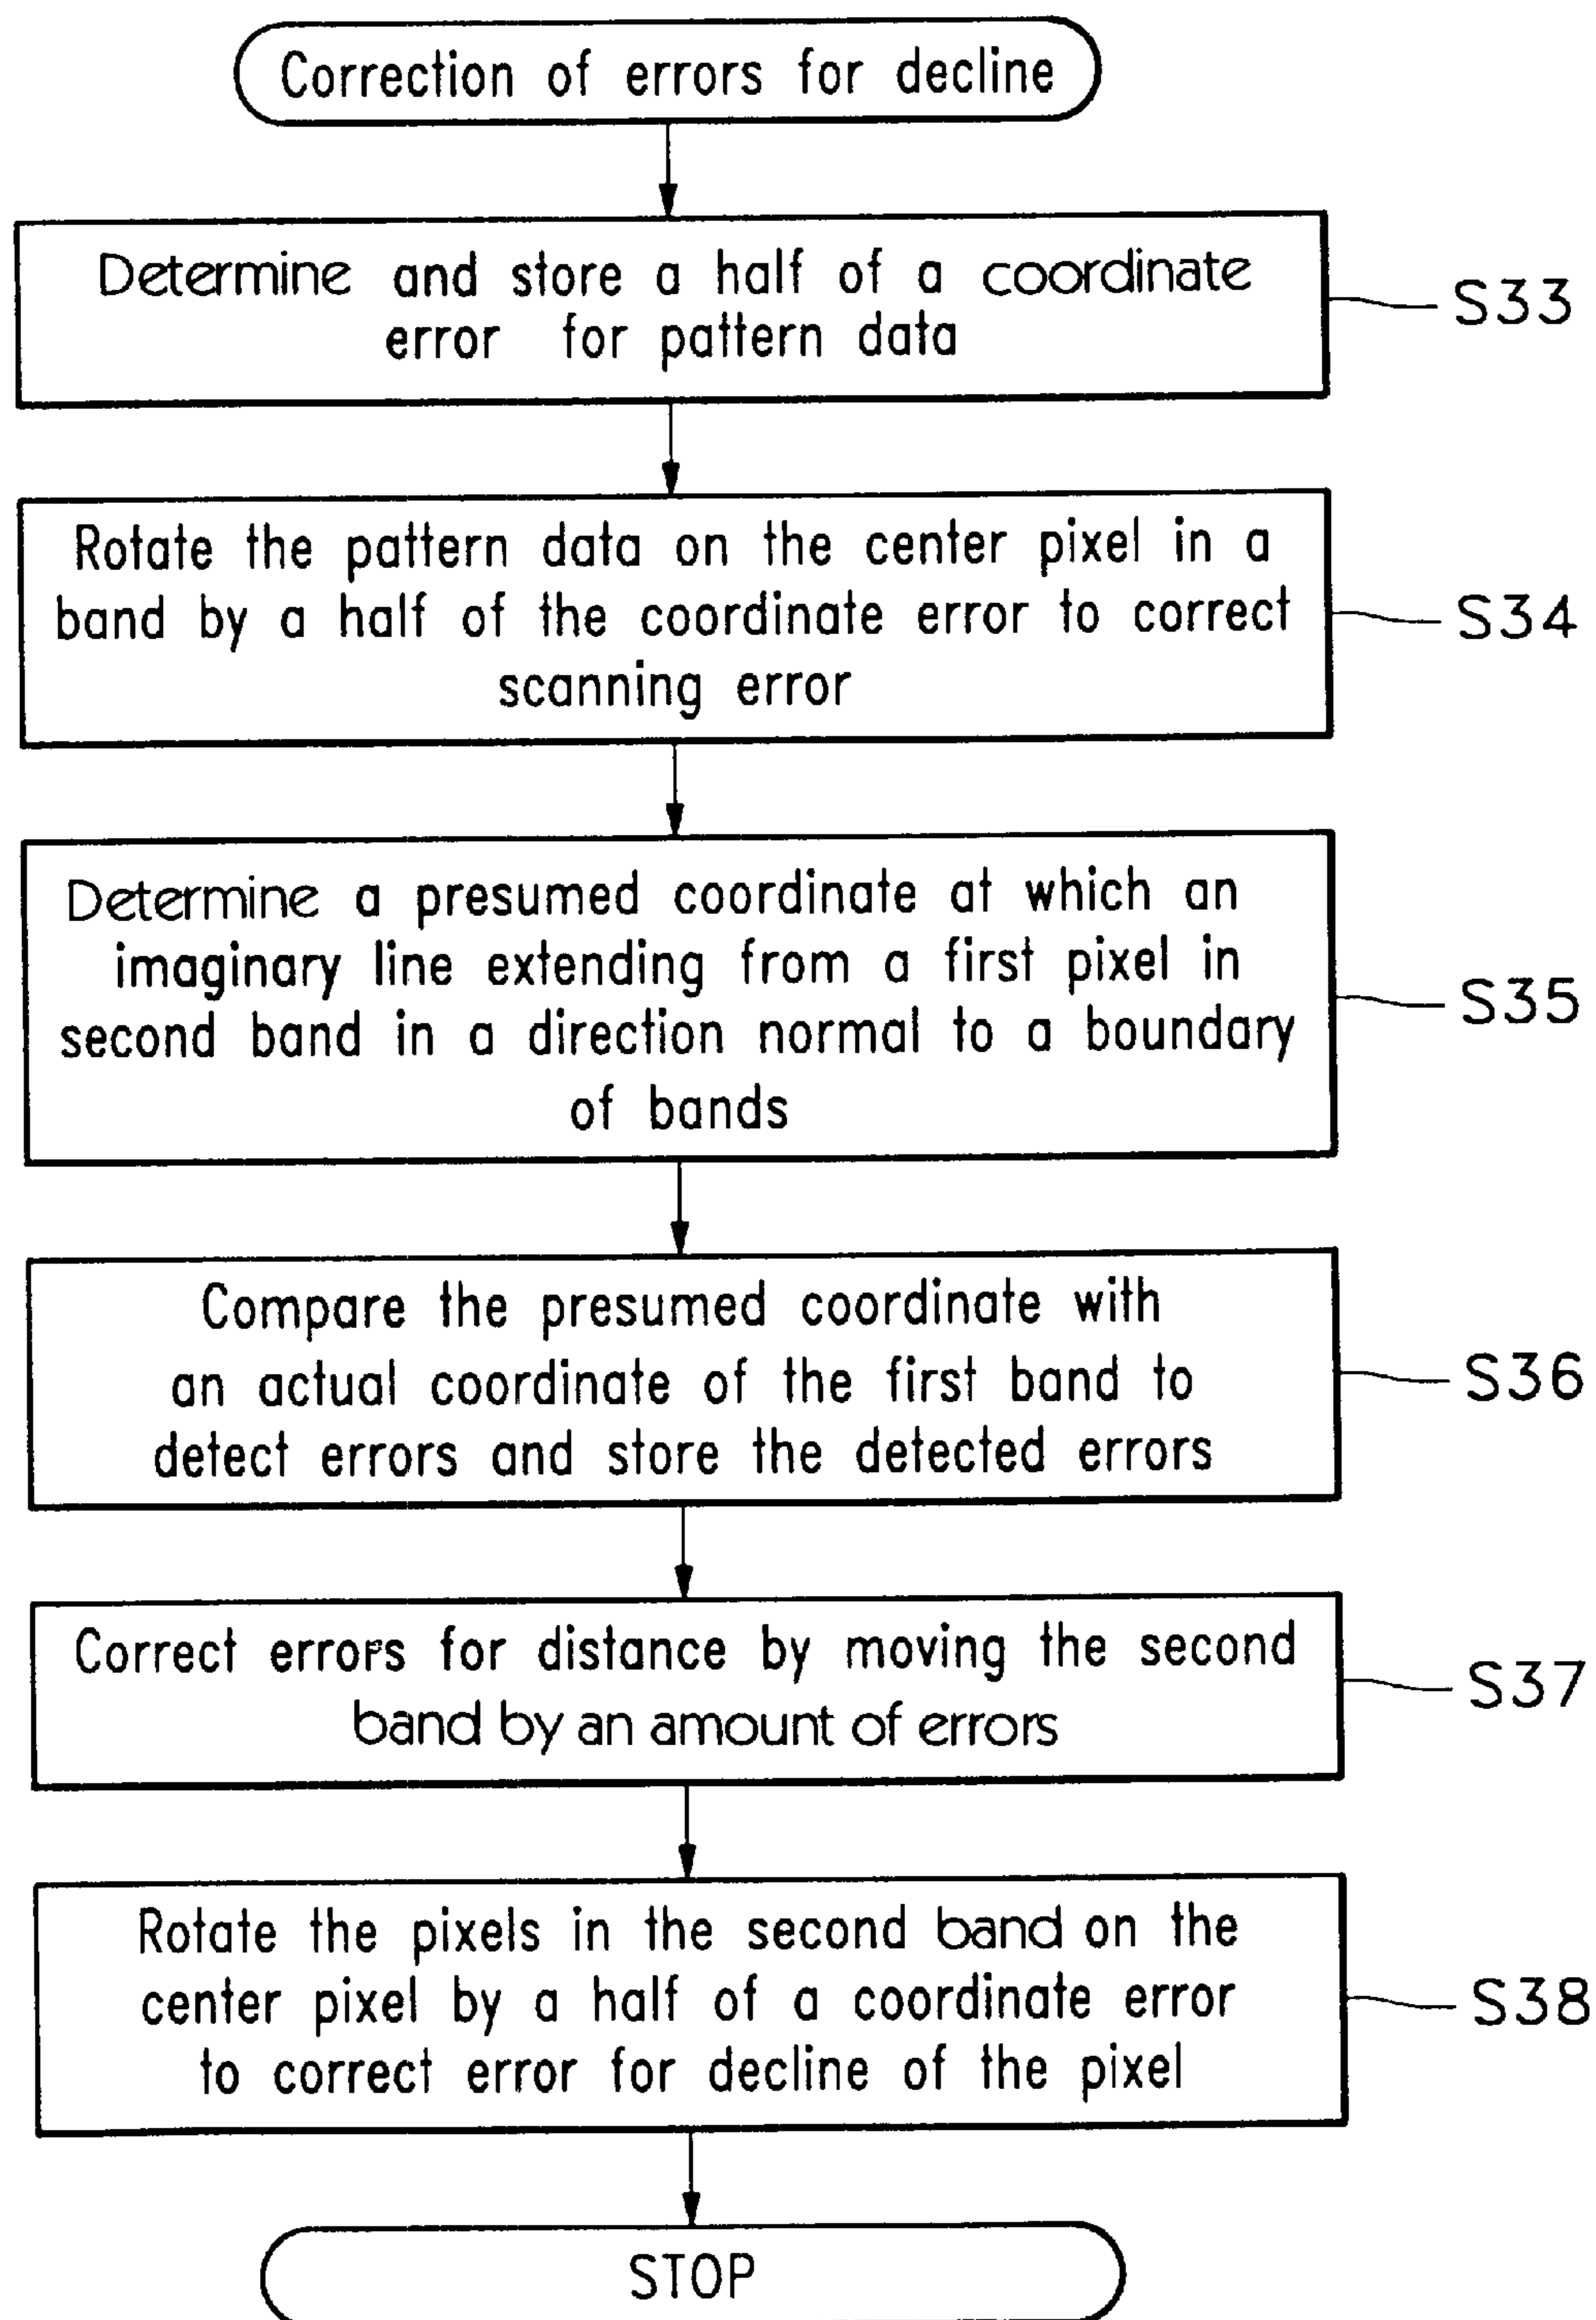 Correction of errors for decline
Determine and store a half of a coordinate
error for pattern data
S33
Rotate the pattern data on the center pixel in a
band by a half of the coordinate error to correct
scanning error
S34
Determine a presumed coordinate at which an
imaginary line extending from a first pixel in
second band in a direction normal to a boundary
of bands
S35
Compare the presumed coordinate with
an actual coordinate of the first band to
detect errors and store the detected errors
S36
Correct errors for distance by moving the second
band by an amount of errors
S37
Rotate the pixels in the second band on the
center pixel by a half of a coordinate error
to correct error for decline of the pixel
S38
STOP